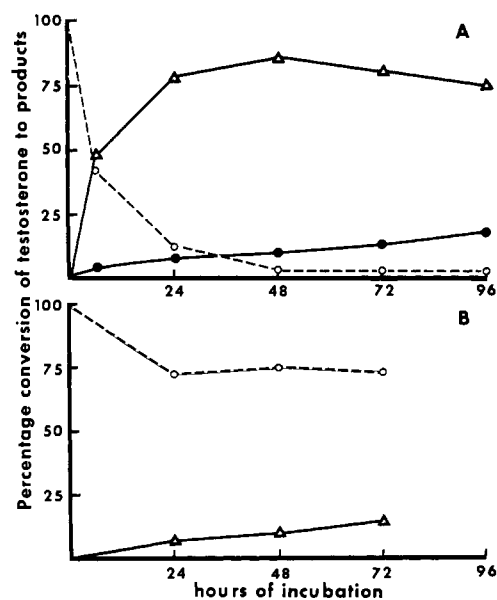 Percentage conversion of testosterone to products
100
75
50
25
A
24 48 72 96
100
75
50
25
B
24 48 72 96
hours of incubation